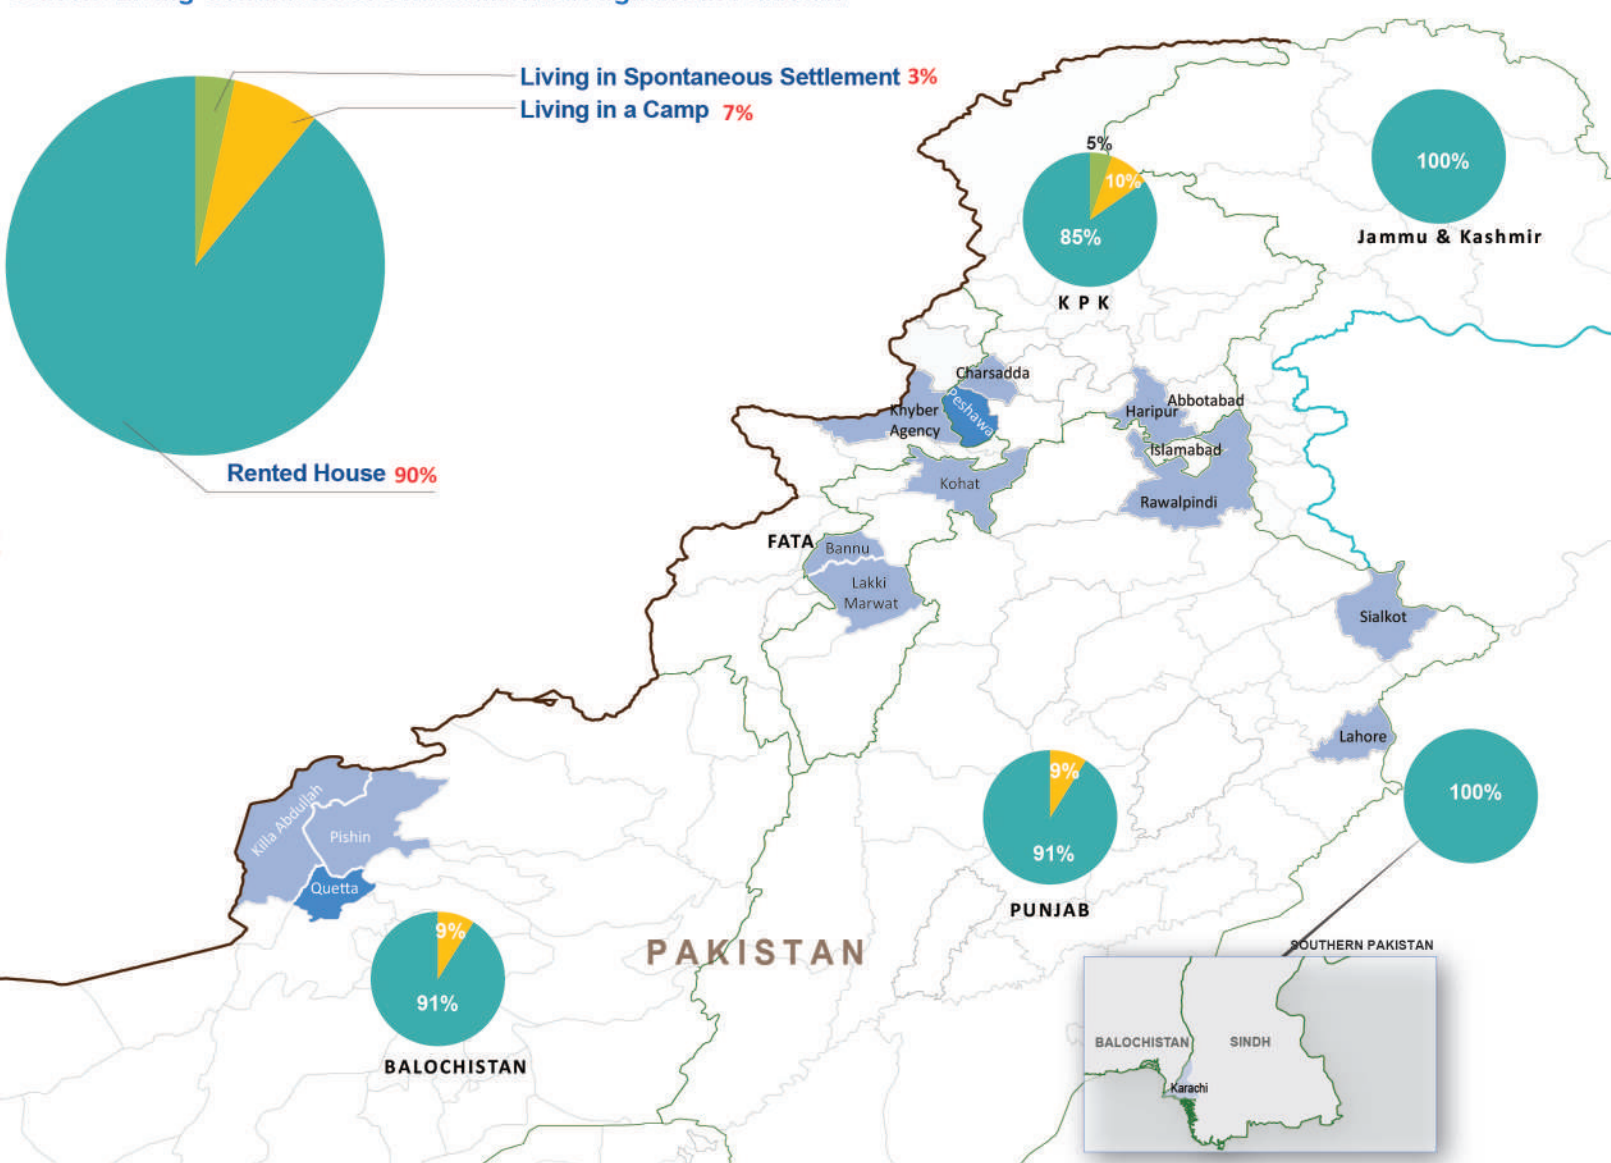 Living in Spontaneous Settlement 3%
Living in a Camp 7%
Rented House 90%
5%
10%
85%
K P K
100%
Jammu & Kashmir
Charsadda
Peshawa
Khyber
Agency
Haripur
Abbotabad
Islamabad
Rawalpindi
Kohat
FATA
Bannu
Lakki
Marwat
Sialkot
Lahore
Killa Abdullah
Pishin
Quetta
9%
91%
BALOCHISTAN
9%
91%
PUNJAB
PAKISTAN
100%
SOUTHERN PAKISTAN
BALOCHISTAN
SINDH
Karachi